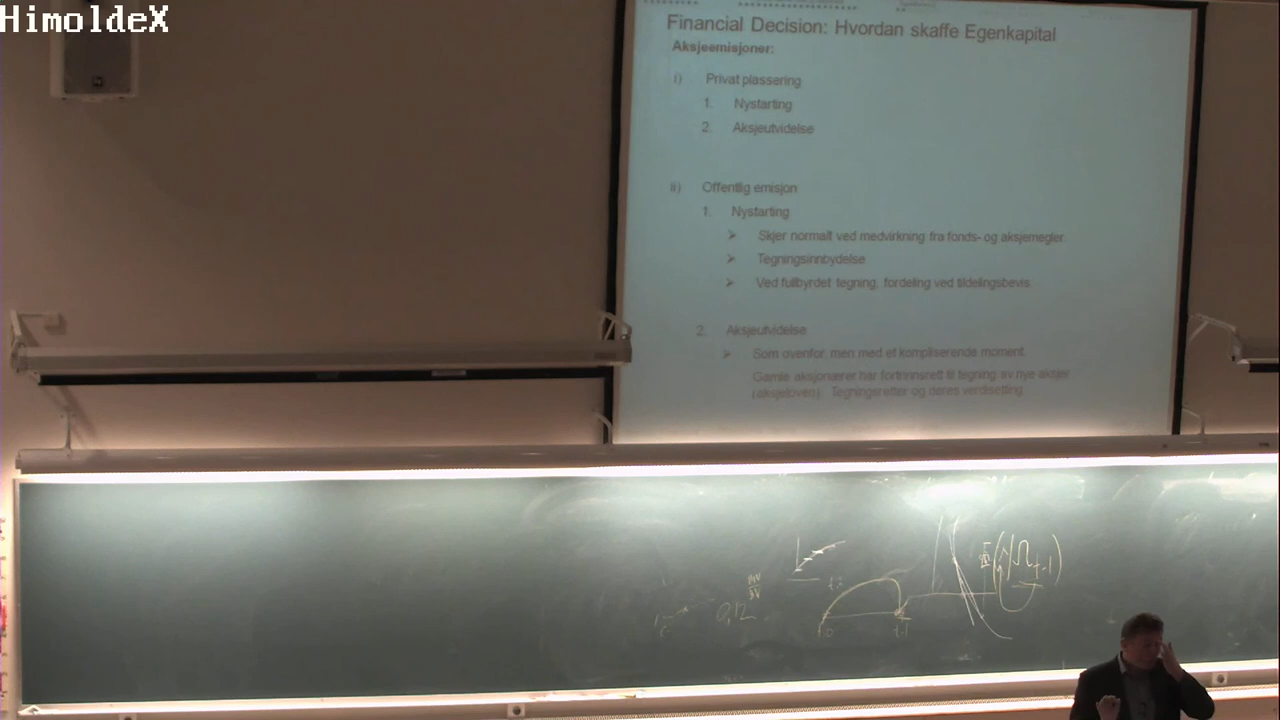 HimoldeX
Financial Decision: Hvordan skaffe Egenkapital
Aksjeemisjoner:
i) Privat plassering
1. Nystarting
2. Aksjeutvidelse
ii) Offentlig emisjon
1. Nystarting
➢ Skjer normalt ved medvirkning fra fonds- og aksjemegler
➢ Tegningsinnbydelse
➢ Ved fullbyrdet tegning, fordeling ved tildelingsbevis.
2. Aksjeutvidelse
➢ Som ovenfor, men med et kompliserende moment.
Gamle aksjonærer har fortrinnsrett til tegning av nye aksjer
(aksjeloven). Tegningsretter og deres verdisetting